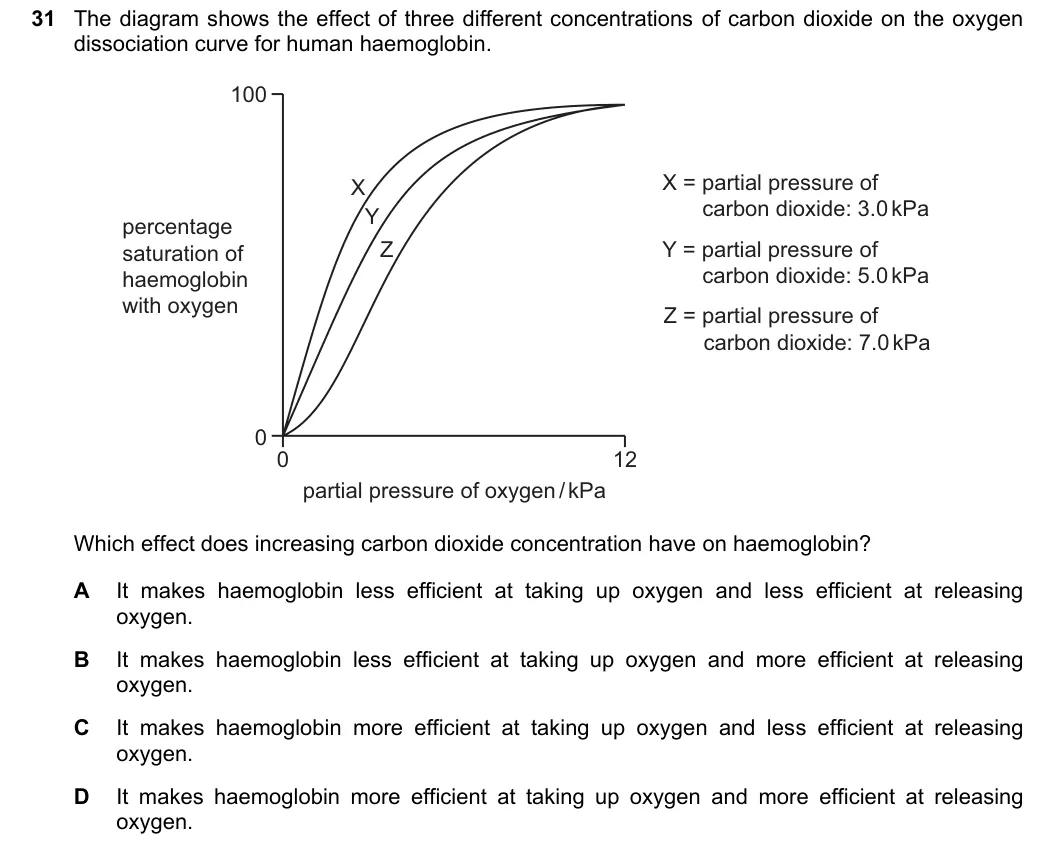 31 The diagram shows the effect of three different concentrations of carbon dioxide on the oxygen
dissociation curve for human haemoglobin.
100
X
Y
Z
percentage
saturation of
haemoglobin
with oxygen
0
0
12
partial pressure of oxygen / kPa
X = partial pressure of
carbon dioxide: 3.0 kPa
Y = partial pressure of
carbon dioxide: 5.0 kPa
Z = partial pressure of
carbon dioxide: 7.0 kPa
Which effect does increasing carbon dioxide concentration have on haemoglobin?
A It makes haemoglobin less efficient at taking up oxygen and less efficient at releasing
oxygen.
B It makes haemoglobin less efficient at taking up oxygen and more efficient at releasing
oxygen.
C It makes haemoglobin more efficient at taking up oxygen and less efficient at releasing
oxygen.
D It makes haemoglobin more efficient at taking up oxygen and more efficient at releasing
oxygen.